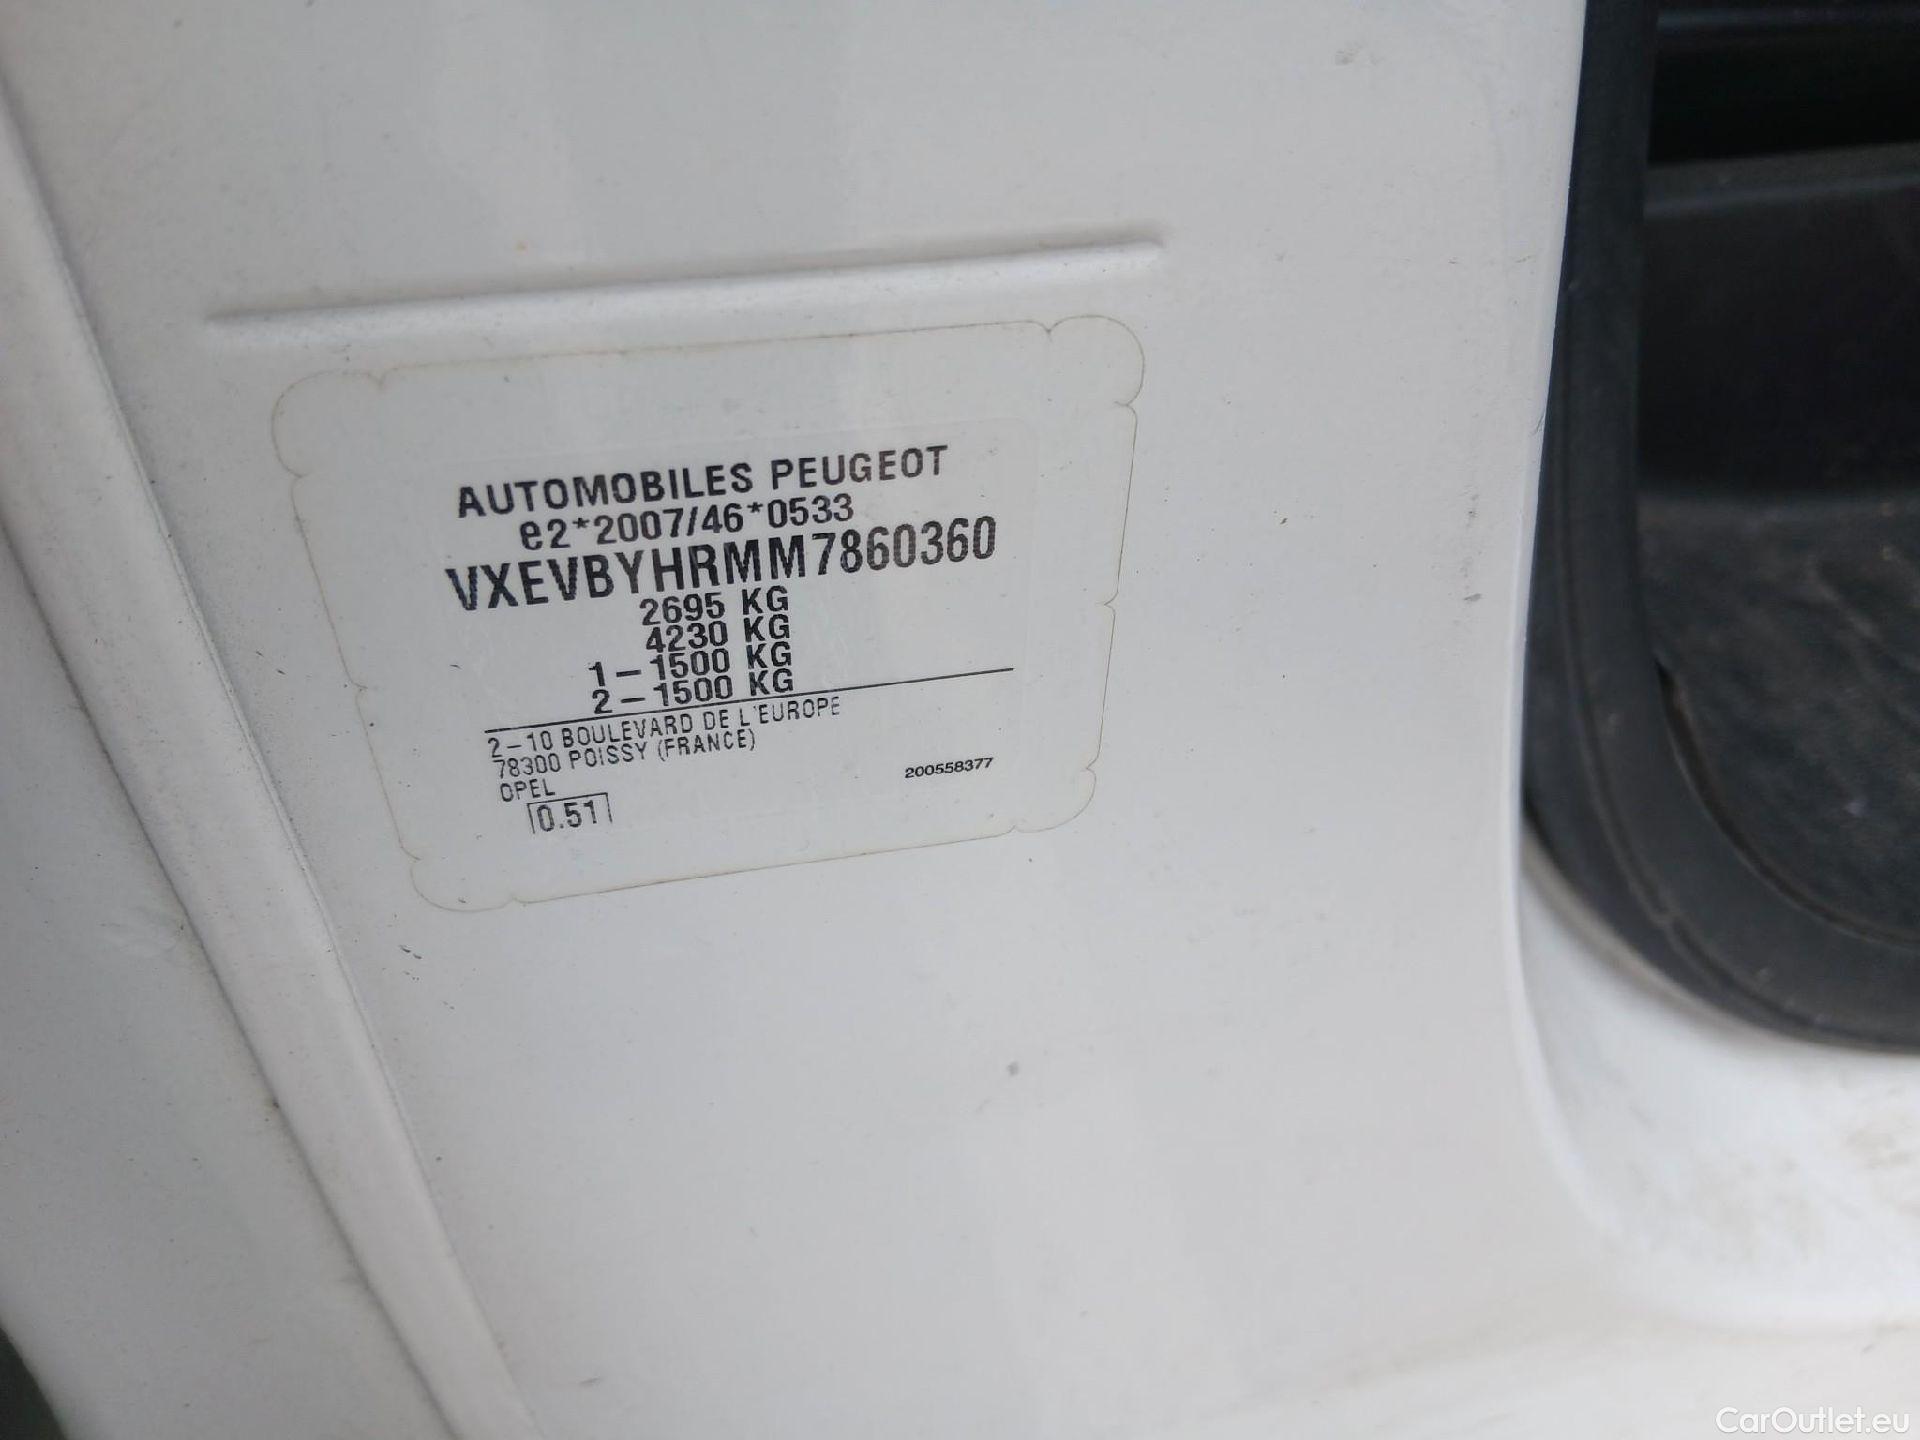 AUTOMOBILES PEUGEOT
e2*2007/46*0533
VXEVBYHRMM7860360
2695 KG
4230 KG
1-1500 KG
2-1500 KG
2-10 BOULEVARD DE L'EUROPE
78300 POISSY (FRANCE)
OPEL
200558377
0.51
CarOutlet.eu